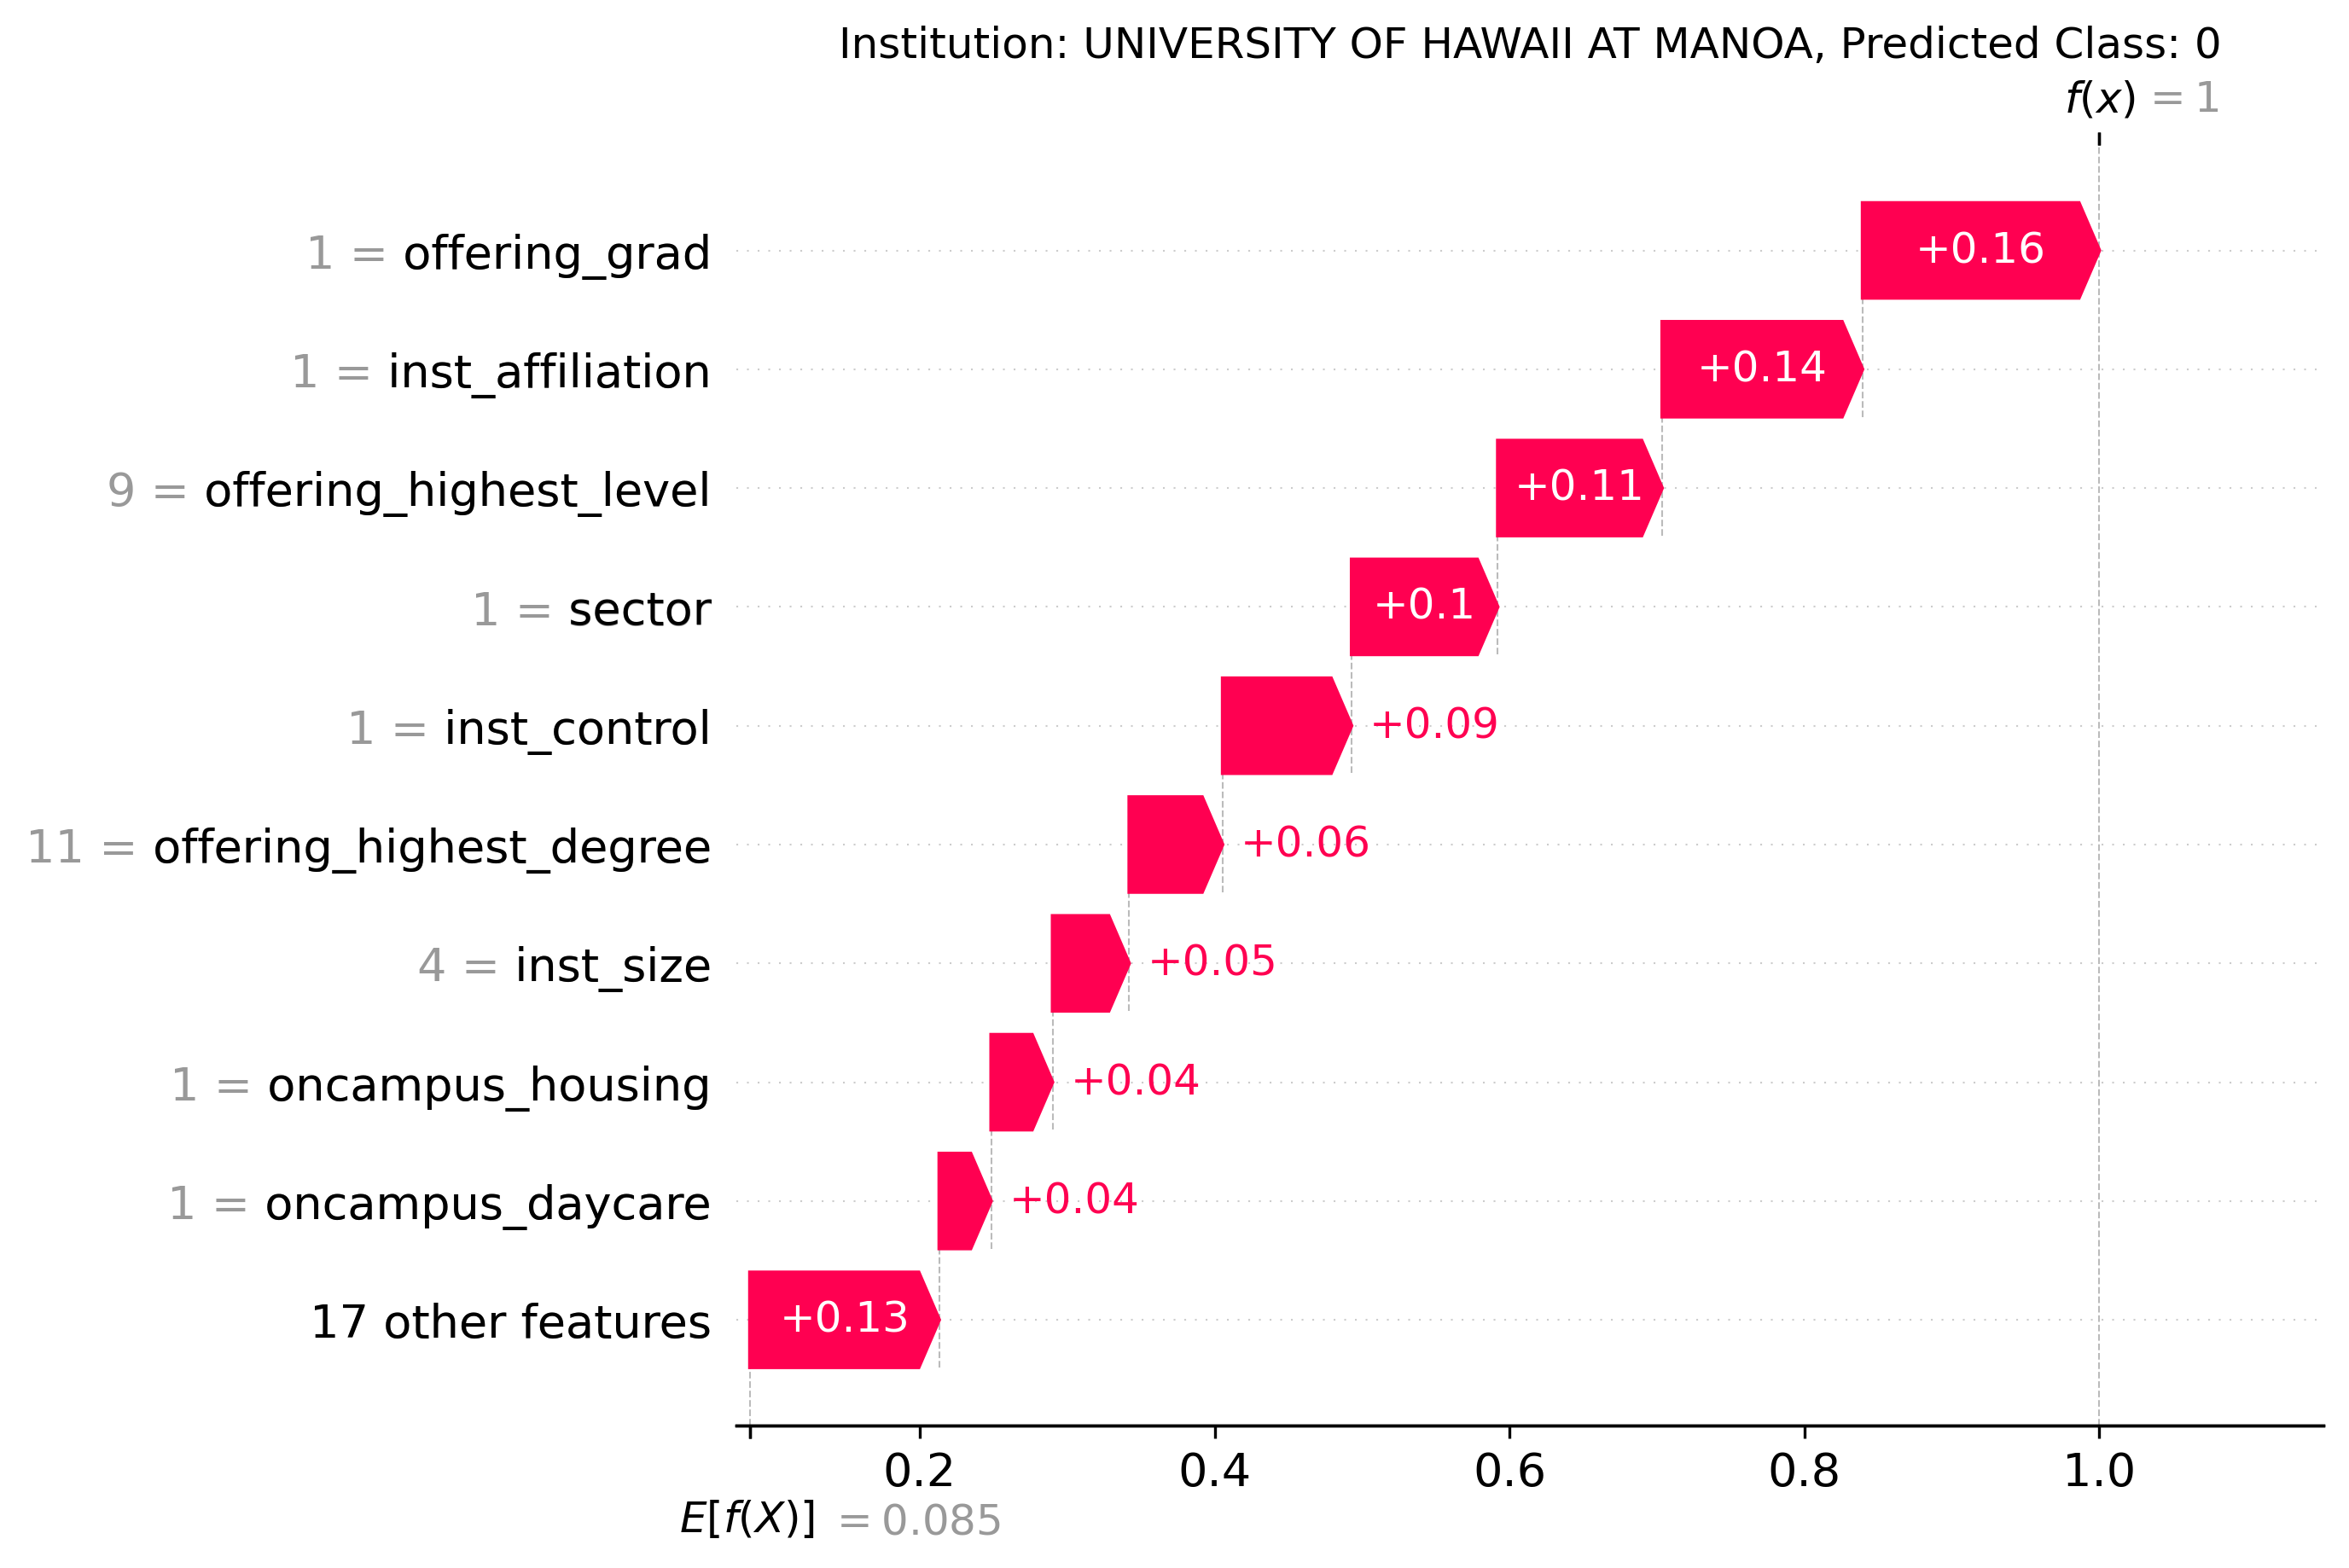 Institution: UNIVERSITY OF HAWAII AT MANOA, Predicted Class: 0
f(x) = 1
1 = offering_grad +0.16
1 = inst_affiliation +0.14
9 = offering_highest_level +0.11
1 = sector +0.1
1 = inst_control +0.09
11 = offering_highest_degree +0.06
4 = inst_size +0.05
1 = oncampus_housing +0.04
1 = oncampus_daycare +0.04
17 other features +0.13
0.2 0.4 0.6 0.8 1.0
E[f(X)] = 0.085